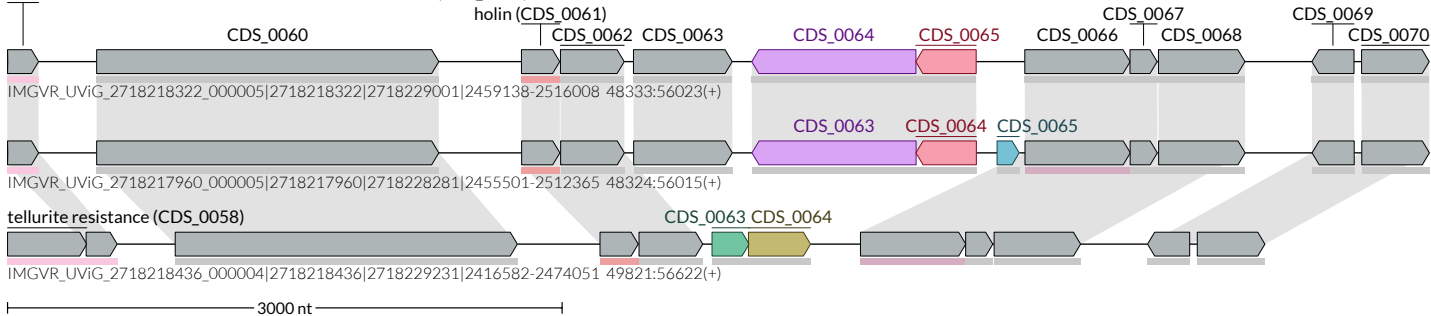 holin (CDS_0061) CDS_0067 CDS_0069
CDS_0060 CDS_0062 CDS_0063 CDS_0064 CDS_0065 CDS_0066 CDS_0068 CDS_0070
IMGVR_UViG_2718218322_000005|2718218322|2718229001|2459138-2516008 48333:56023(+)
CDS_0063 CDS_0064 CDS_0065
IMGVR_UViG_2718217960_000005|2718217960|2718228281|2455501-2512365 48324:56015(+)
tellurite resistance (CDS_0058) CDS_0063 CDS_0064
IMGVR_UViG_2718218436_000004|2718218436|2718229231|2416582-2474051 49821:56622(+)
3000 nt